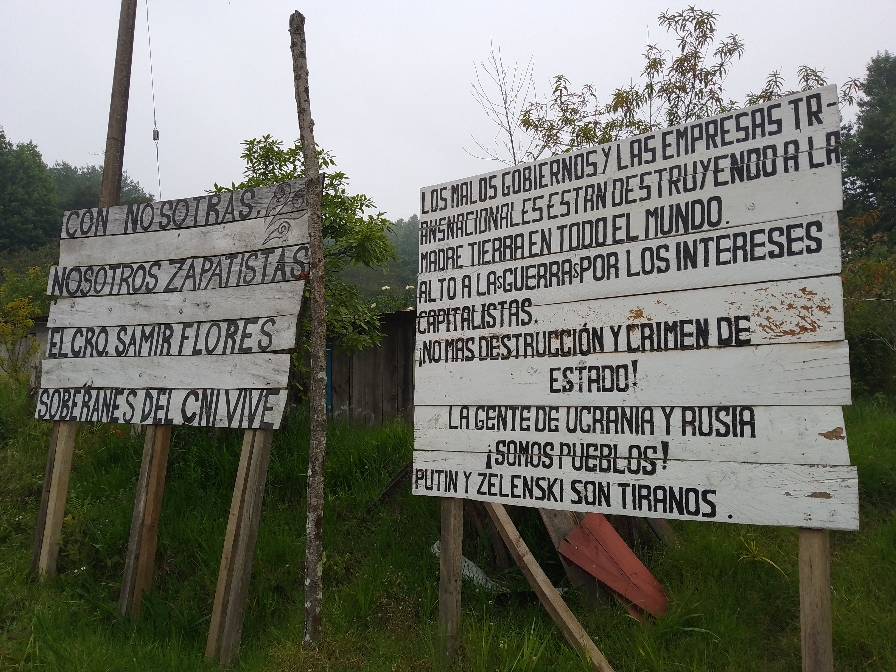 CON NOSOTRAS.
NOSOTROS ZAPATISTAS
EL CRO. SAMIR FLORES
SOBERANES DEL CNI. VIVE
LOS MALOS GOBIERNOS Y LAS EMPRESAS TR-
ANSNACIONALES ESTAN DESTRUYENDO A LA
MADRE TIERRA EN TODO EL MUNDO.
ALTO A LAS GUERRAS POR LOS INTERESES
CAPITALISTAS.
¡NO MAS DESTRUCCIÓN Y CRIMEN DE
ESTADO!
LA GENTE DE UCRANIA Y RUSIA
¡SOMOS PUEBLOS!
PUTIN Y ZELENSKI SON TIRANOS.